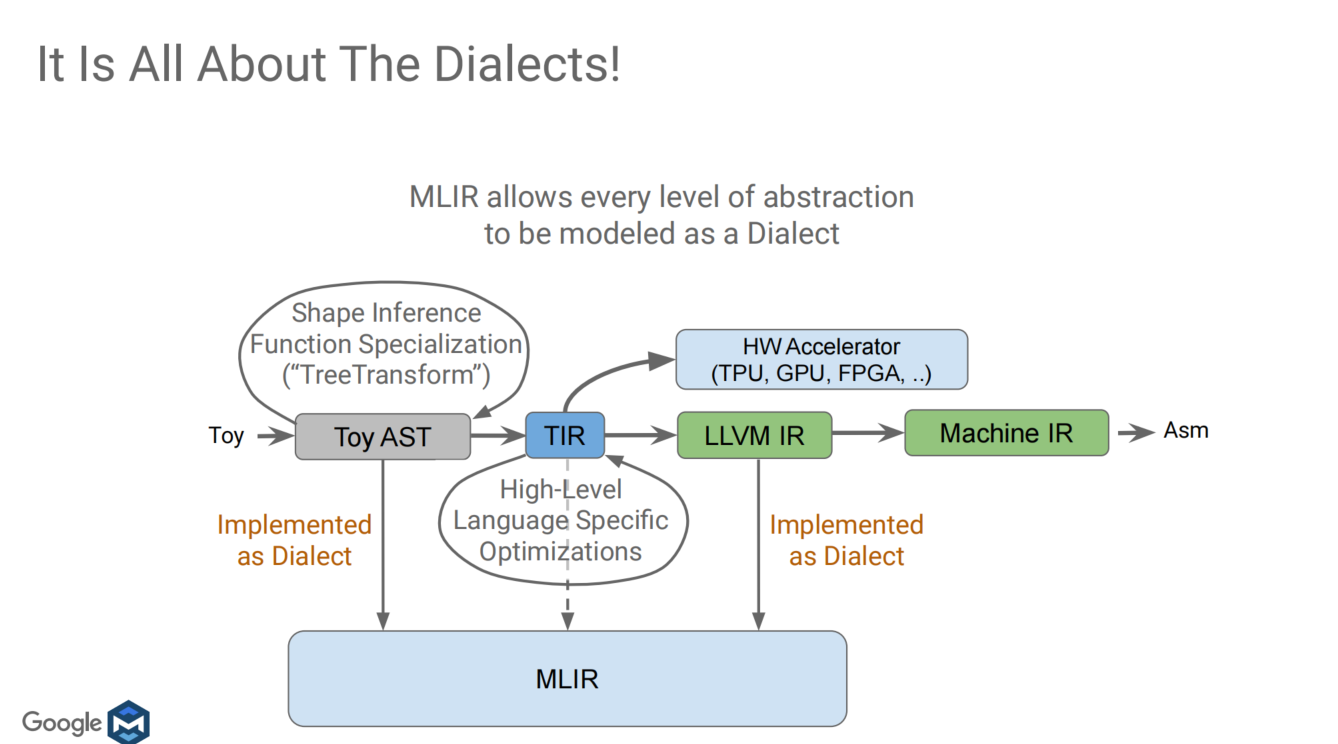 It Is All About The Dialects!
MLIR allows every level of abstraction
to be modeled as a Dialect
Shape Inference
Function Specialization
(“TreeTransform”)
HW Accelerator
(TPU, GPU, FPGA, ..)
Toy
Toy AST
TIR
LLVM IR
Machine IR
Asm
High-Level
Language Specific
Optimizations
Implemented
as Dialect
Implemented
as Dialect
MLIR
Google